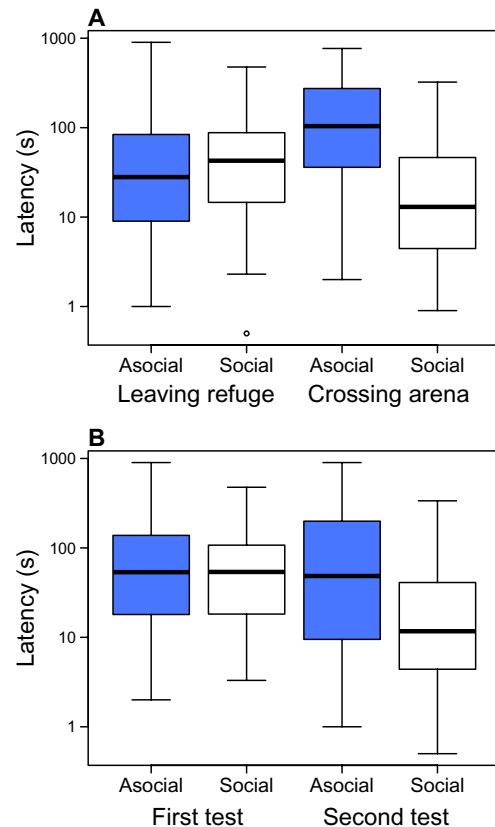 A
1000
100
10
1
Latency (s)
Asocial Social Asocial Social
Leaving refuge Crossing arena
B
1000
100
10
1
Latency (s)
Asocial Social Asocial Social
First test Second test